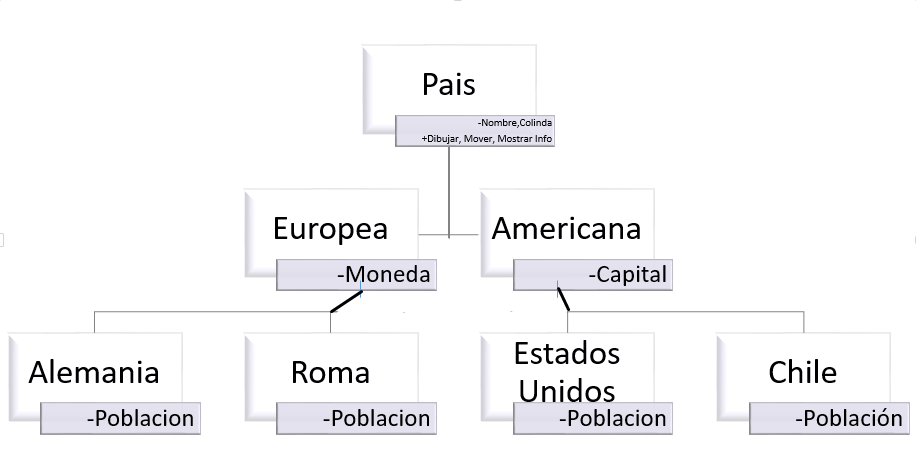 Pais
-Nombre,Colinda
+Dibujar, Mover, Mostrar Info
Europea
-Moneda
Americana
-Capital
Alemania
-Poblacion
Roma
-Poblacion
Estados
Unidos
-Poblacion
Chile
-Población